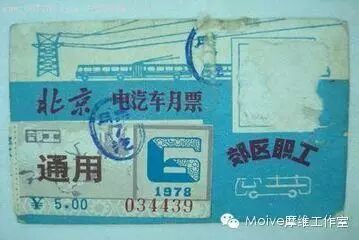 北京 电汽车月票
通用
郊区职工
1978
￥5.00
034439
Moive摩维工作室